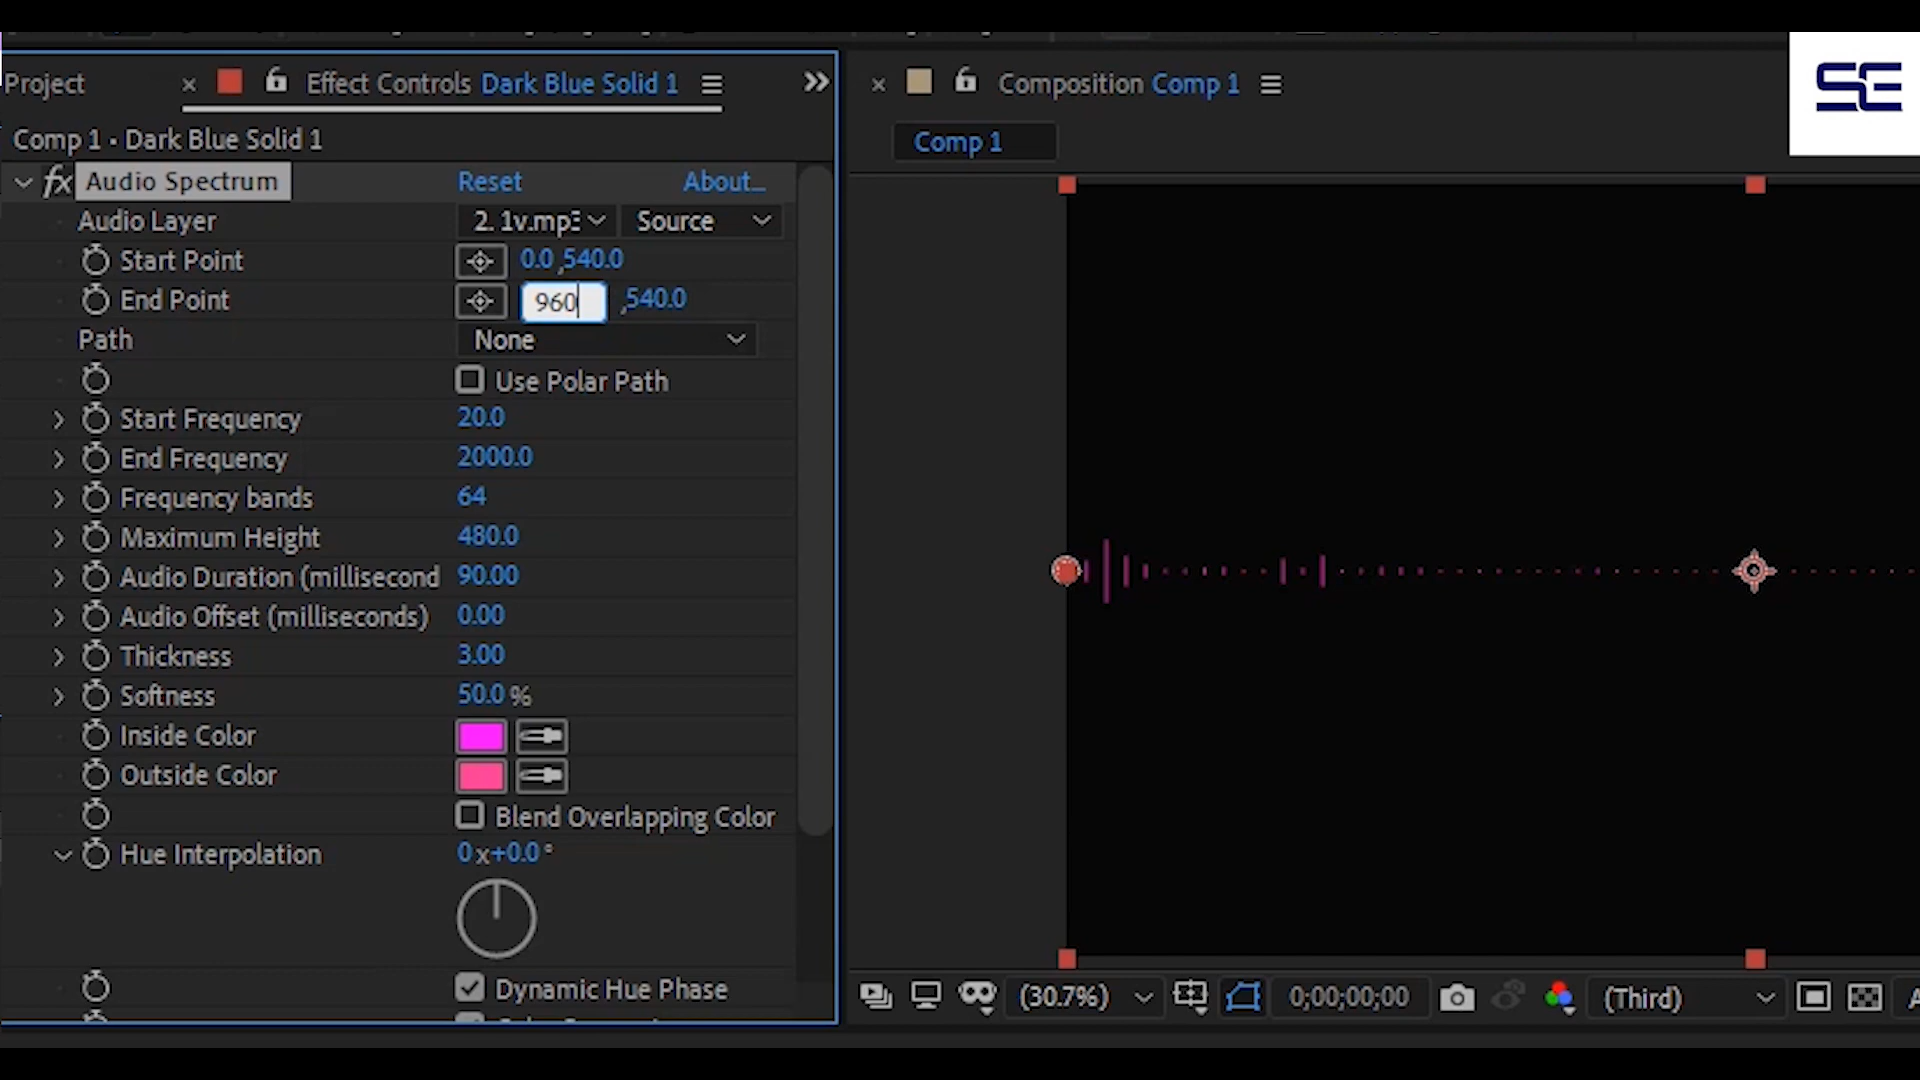 Project
Effect Controls Dark Blue Solid 1
Comp 1 • Dark Blue Solid 1
fx Audio Spectrum Reset About...
Audio Layer 2. 1v.mp3 Source
Start Point 0.0 ,540.0
End Point 960 ,540.0
Path None
Use Polar Path
Start Frequency 20.0
End Frequency 2000.0
Frequency bands 64
Maximum Height 480.0
Audio Duration (millisecond 90.00
Audio Offset (milliseconds) 0.00
Thickness 3.00
Softness 50.0 %
Inside Color
Outside Color
Blend Overlapping Color
Hue Interpolation 0x+0.0°
Dynamic Hue Phase
Composition Comp 1
SE
Comp 1
(30.7%) 0;00;00;00 (Third)